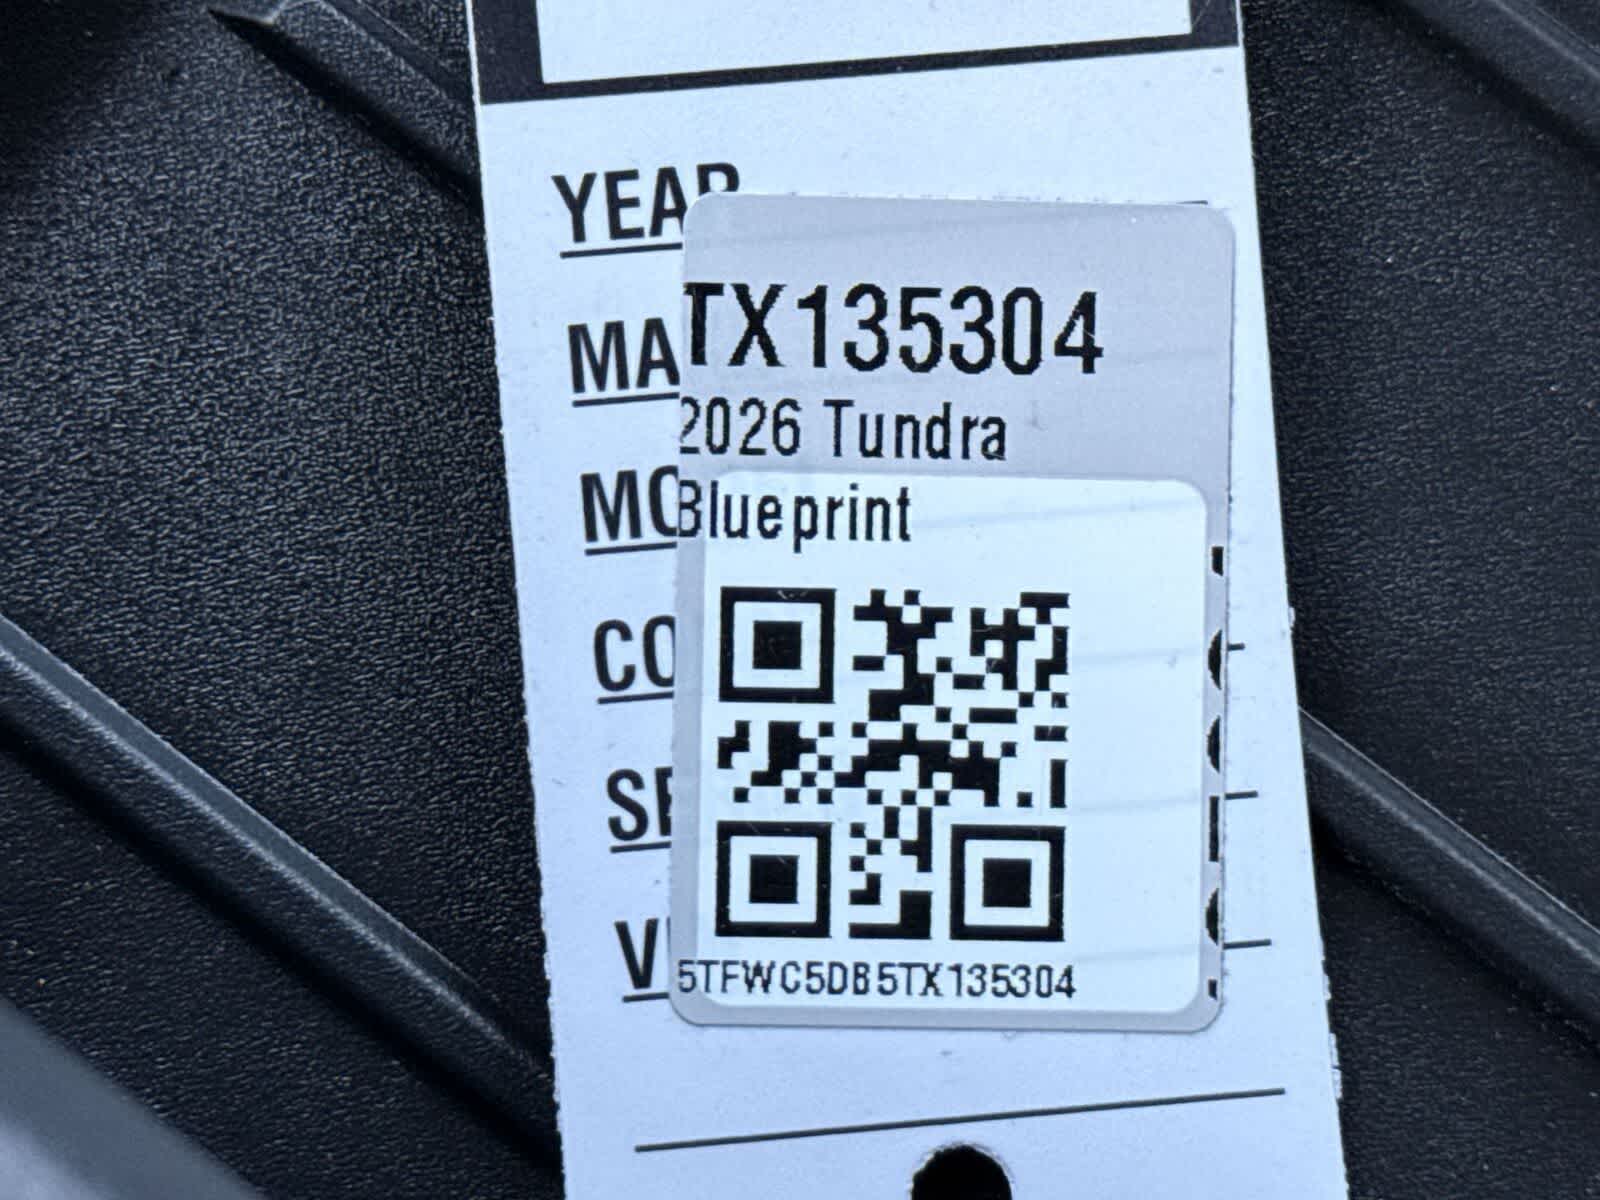 YEAR
TX135304
MA
2026 Tundra
MO
Blueprint
CO
SE
V
5TFWC5DB5TX135304